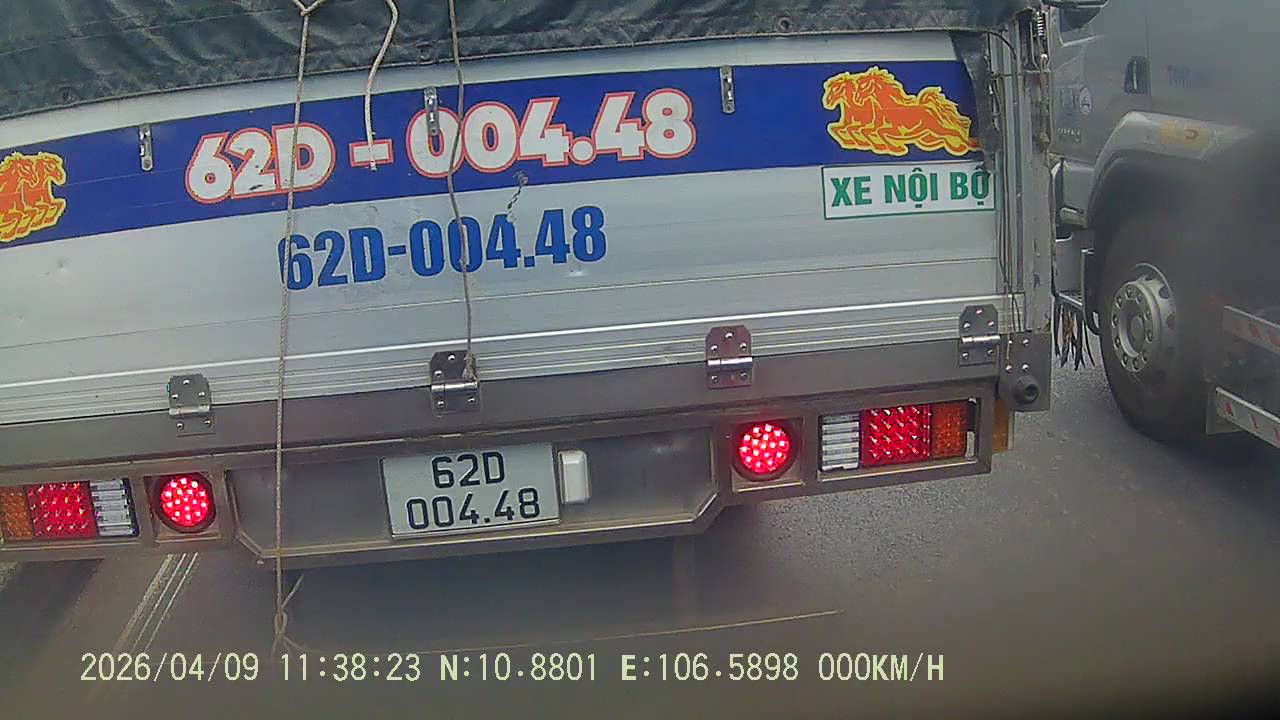 62D-004.48
XE NỘI BỘ
62D-004.48
62D
004.48
2026/04/09 11:38:23 N:10.8801 E:106.5898 000KM/H